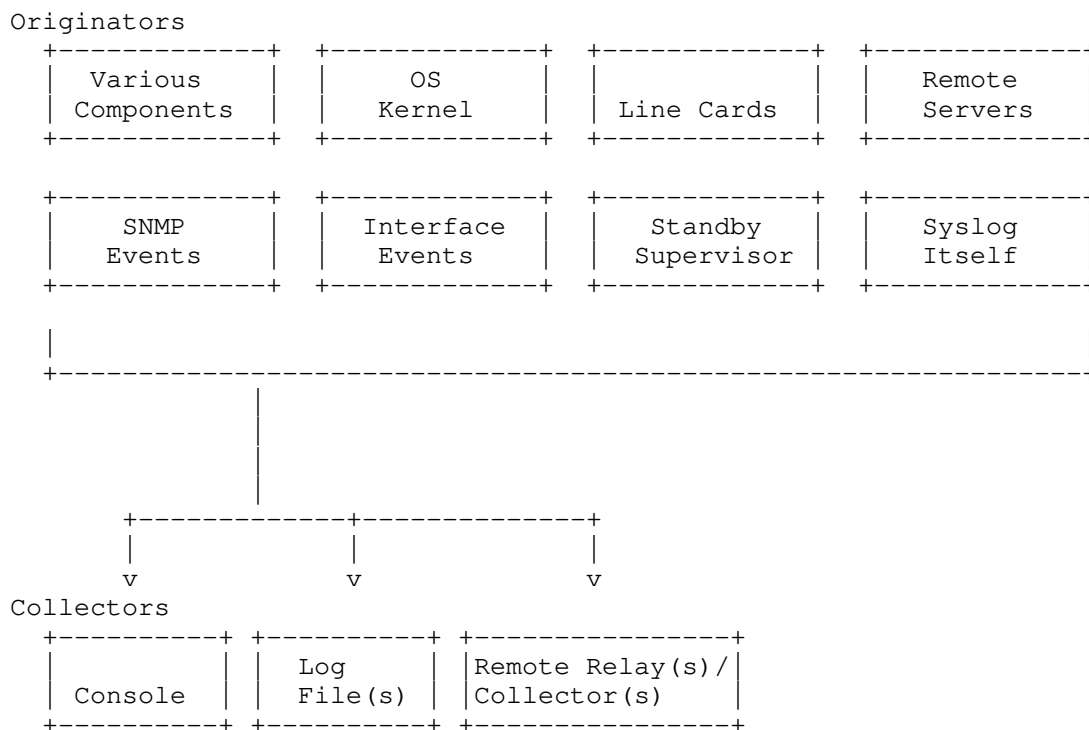 Originators
Various OS Remote
Components Kernel Line Cards Servers
SNMP Interface Standby Syslog
Events Events Supervisor Itself
Collectors
Log Remote Relay(s)/
Console File(s) Collector(s)